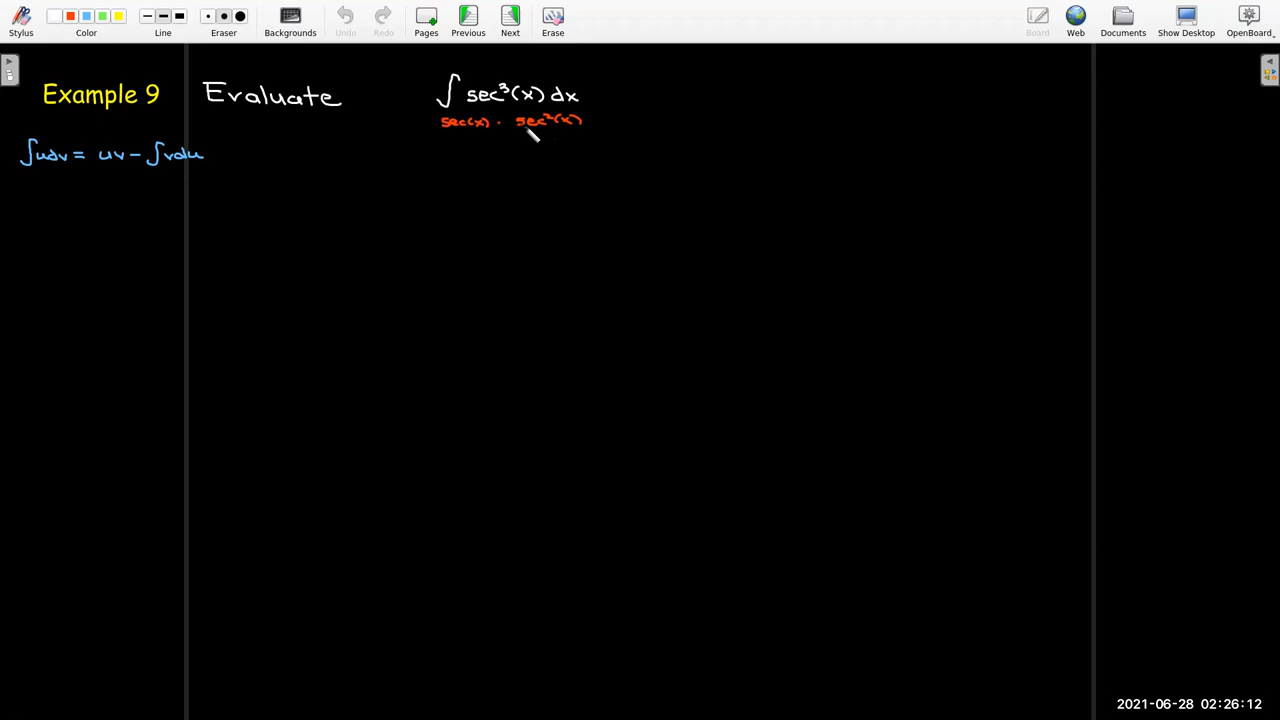 Stylus Color Line Eraser Backgrounds Undo Redo Pages Previous Next Erase Board Web Documents Show Desktop OpenBoard
Example 9 Evaluate ∫ sec³(x) dx
sec(x) · sec²(x)
∫udv = uv − ∫vdu
2021-06-28 02:26:12